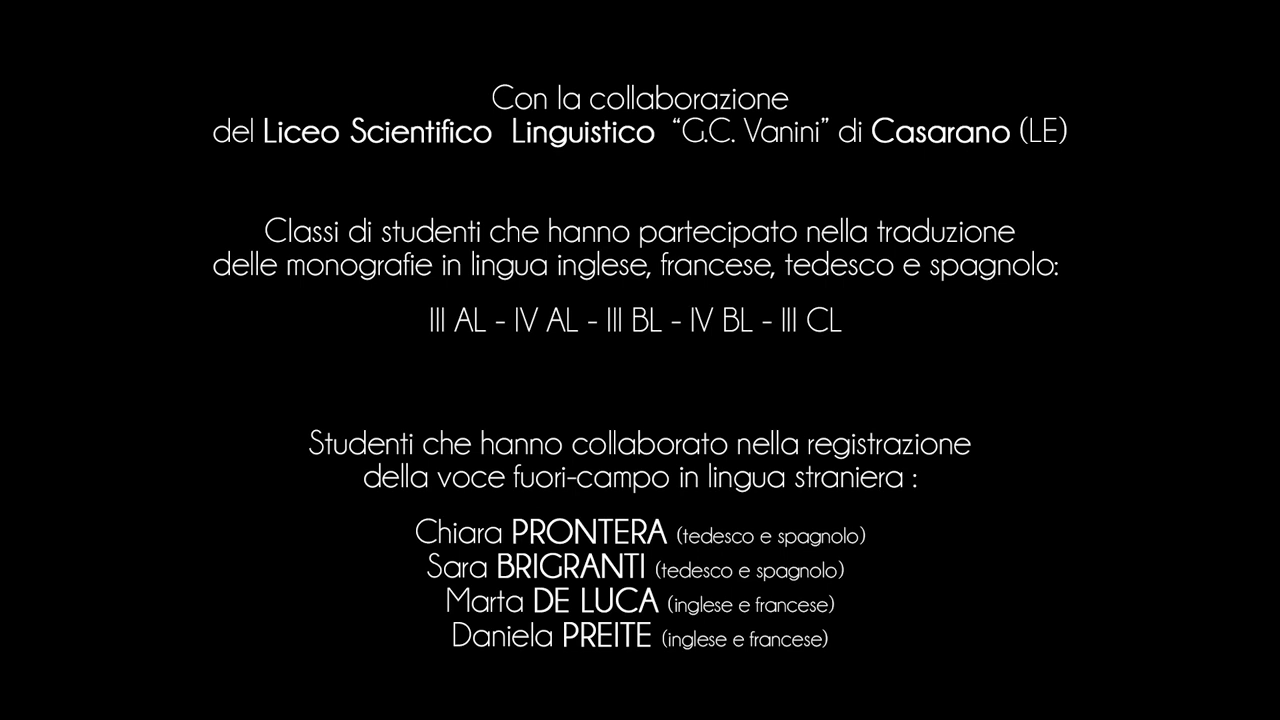 Con la collaborazione
del Liceo Scientifico Linguistico “G.C. Vanini” di Casarano (LE)
Classi di studenti che hanno partecipato nella traduzione
delle monografie in lingua inglese, francese, tedesco e spagnolo:
III AL - IV AL - III BL - IV BL - III CL
Studenti che hanno collaborato nella registrazione
della voce fuori-campo in lingua straniera :
Chiara PRONTERA (tedesco e spagnolo)
Sara BRIGRANTI (tedesco e spagnolo)
Marta DE LUCA (inglese e francese)
Daniela PREITE (inglese e francese)